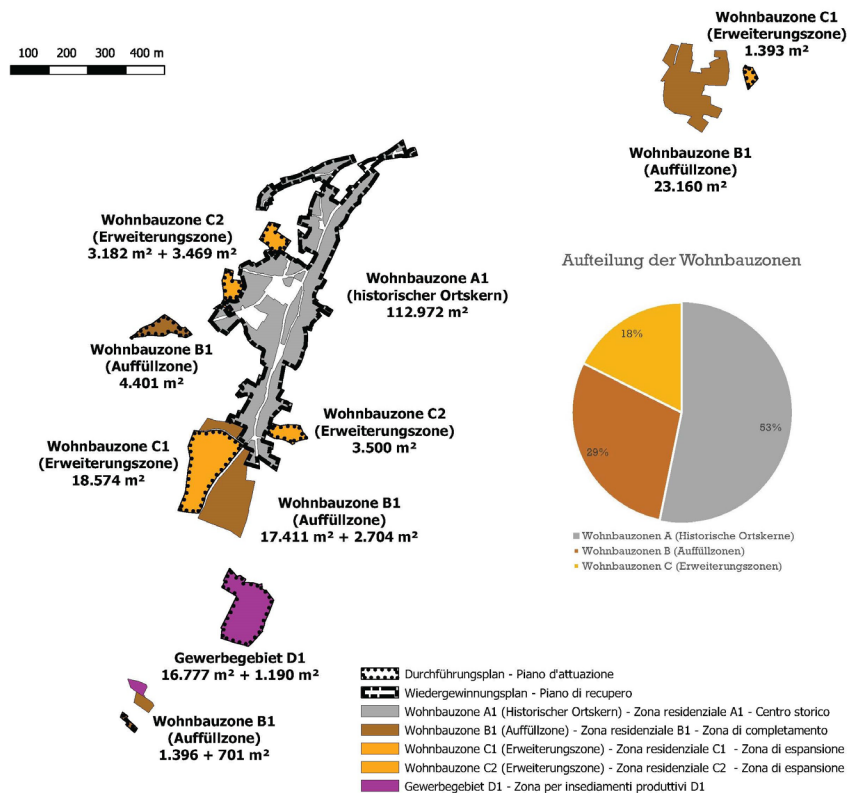 Wohnbauzone C1
(Erweiterungszone)
1.393 m²
100 200 300 400 m
Wohnbauzone B1
(Auffüllzone)
23.160 m²
Wohnbauzone C2
(Erweiterungszone)
3.182 m² + 3.469 m²
Wohnbauzone A1
(historischer Ortskern)
112.972 m²
Wohnbauzone B1
(Auffüllzone)
4.401 m²
Wohnbauzone C2
(Erweiterungszone)
3.500 m²
Wohnbauzone C1
(Erweiterungszone)
18.574 m²
Wohnbauzone B1
(Auffüllzone)
17.411 m² + 2.704 m²
Gewerbegebiet D1
16.777 m² + 1.190 m²
Wohnbauzone B1
(Auffüllzone)
1.396 + 701 m²
Aufteilung der Wohnbauzonen
18%
53%
29%
Wohnbauzonen A (Historische Ortskerne)
Wohnbauzonen B (Auffüllzonen)
Wohnbauzonen C (Erweiterungszonen)
Durchführungsplan - Piano d'attuazione
Wiedergewinnungsplan - Piano di recupero
Wohnbauzone A1 (Historischer Ortskern) - Zona residenziale A1 - Centro storico
Wohnbauzone B1 (Auffüllzone) - Zona residenziale B1 - Zona di completamento
Wohnbauzone C1 (Erweiterungszone) - Zona residenziale C1 - Zona di espansione
Wohnbauzone C2 (Erweiterungszone) - Zona residenziale C2 - Zona di espansione
Gewerbegebiet D1 - Zona per insediamenti produttivi D1